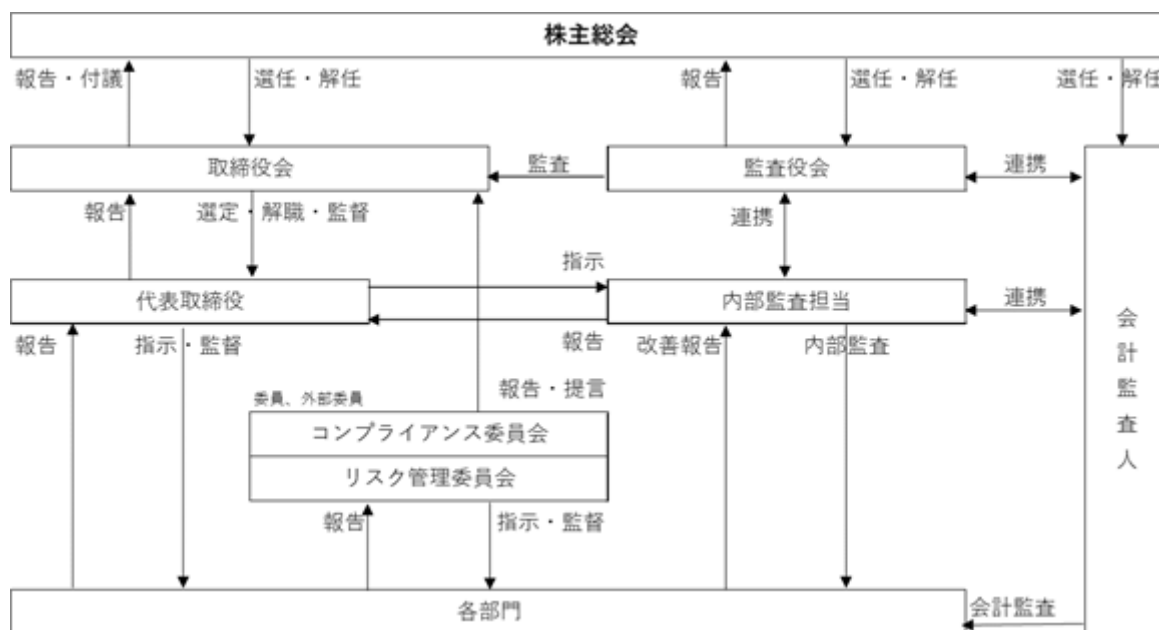 株主総会
報告・付議
選任・解任
報告
選任・解任
選任・解任
取締役会
監査
監査役会
連携
報告
選定・解職・監督
連携
指示
代表取締役
内部監査担当
連携
報告
指示・監督
報告
改善報告
内部監査
会計監査人
委員、外部委員
報告・提言
コンプライアンス委員会
リスク管理委員会
報告
指示・監督
各部門
会計監査